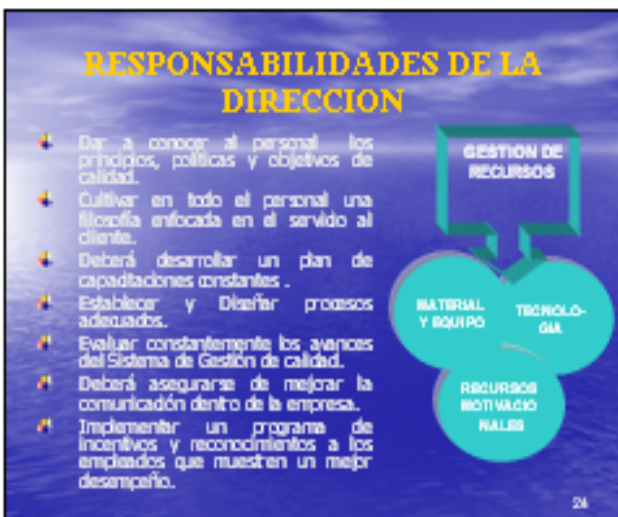 RESPONSABILIDADES DE LA
DIRECCION
Dar a conocer al personal los
principios, políticas y objetivos de
calidad.
Cultivar en todo el personal una
filosofía enfocada en el servicio al
cliente.
Deberá desarrollar un plan de
capacitaciones constantes .
Establecer y Diseñar procesos
adecuados.
Evaluar constantemente los avances
del Sistema de Gestión de calidad.
Deberá asegurarse de mejorar la
comunicación dentro de la empresa.
Implementar un programa de
incentivos y reconocimientos a los
empleados que muestren un mejor
desempeño.
GESTION DE
RECURSOS
MATERIAL
Y EQUIPO
TECNOLO-
GIA
RECURSOS
MOTIVACIO
NALES
24